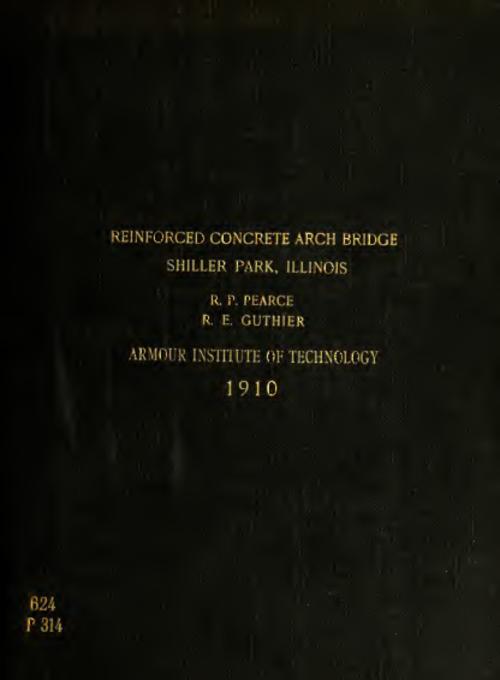 REINFORCED CONCRETE ARCH BRIDGE
SHILLER PARK, ILLINOIS
R. P. PEARCE
R. E. GUTHIER
ARMOUR INSTITUTE OF TECHNOLOGY
1910
624
P 314